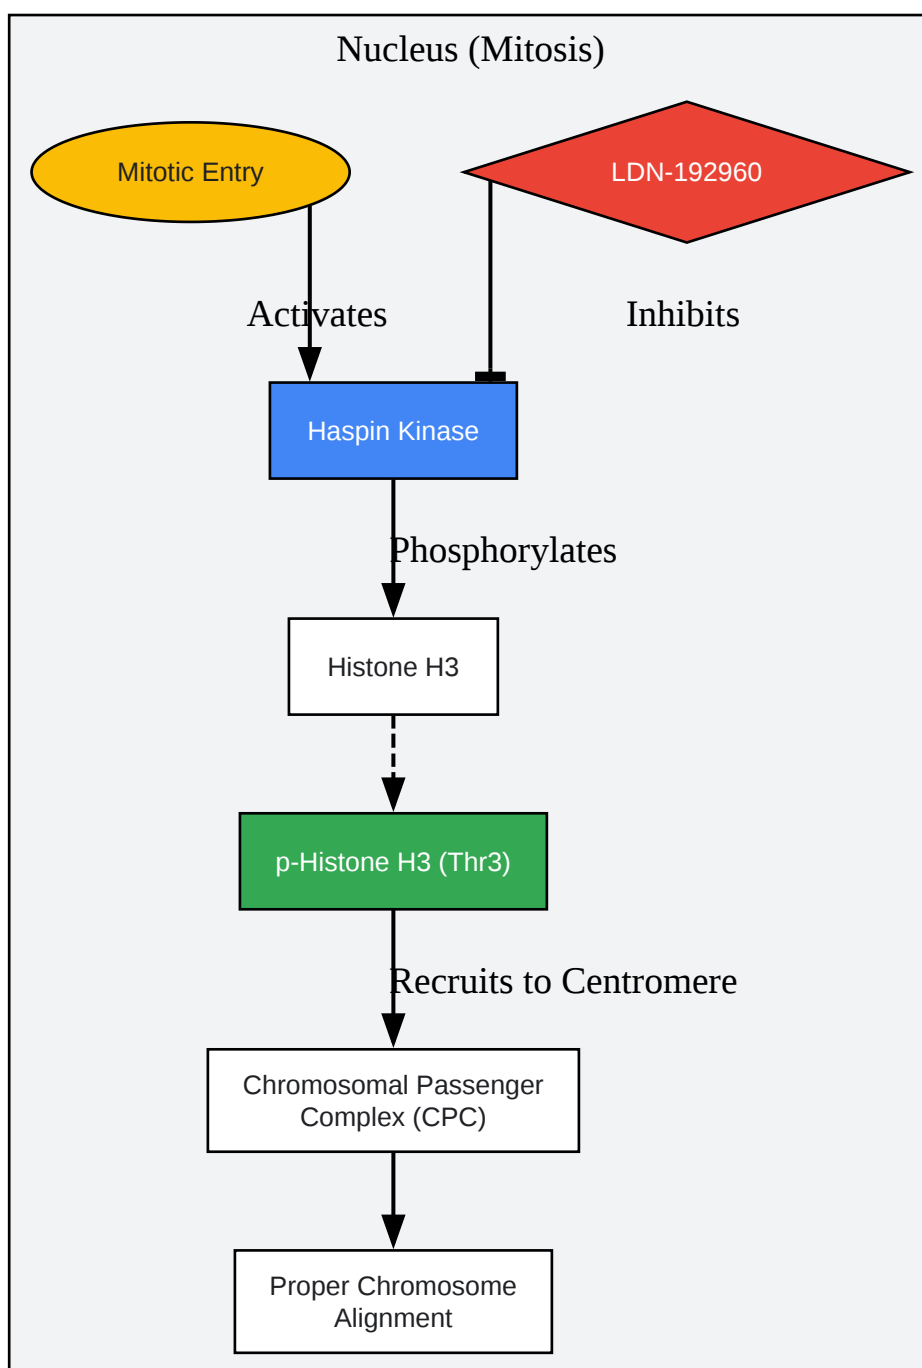 Nucleus (Mitosis)
Mitotic Entry
LDN-192960
Activates
Inhibits
Haspin Kinase
Phosphorylates
Histone H3
p-Histone H3 (Thr3)
Recruits to Centromere
Chromosomal Passenger
Complex (CPC)
Proper Chromosome
Alignment